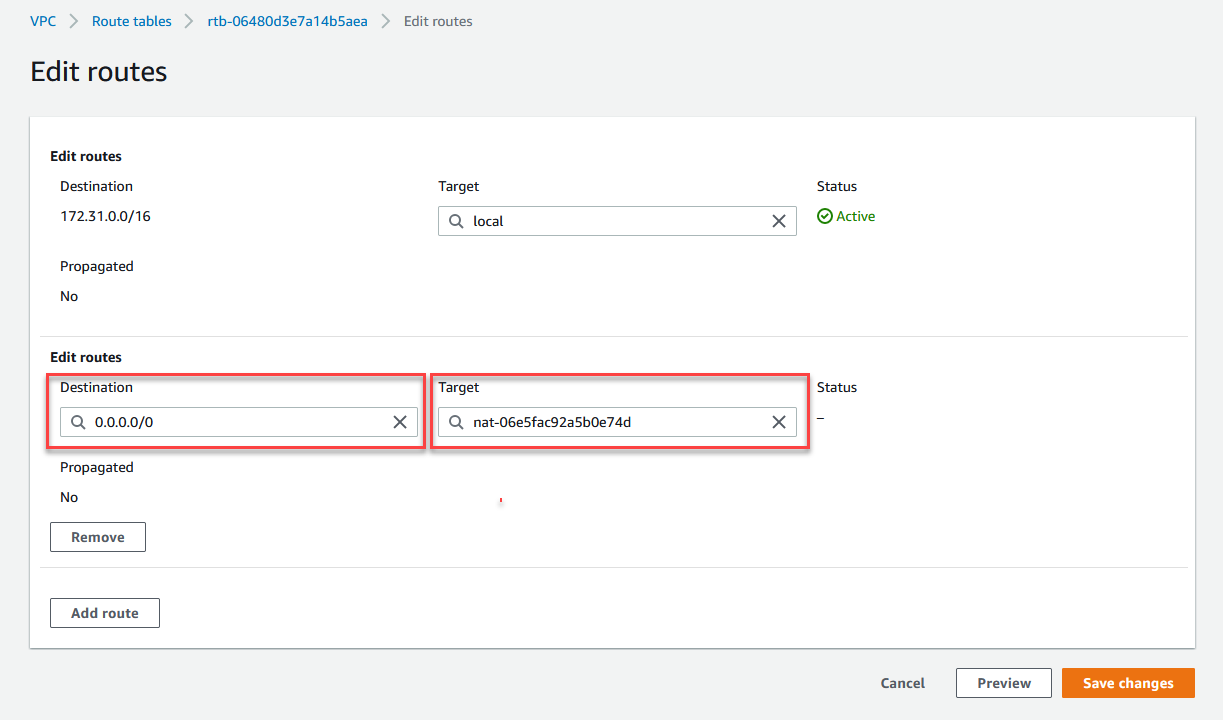 VPC > Route tables > rtb-06480d3e7a14b5aea > Edit routes
Edit routes
Edit routes
Destination Target Status
172.31.0.0/16 local Active
Propagated
No
Edit routes
Destination Target Status
0.0.0.0/0 nat-06e5fac92a5b0e74d –
Propagated
No
Remove
Add route
Cancel Preview Save changes